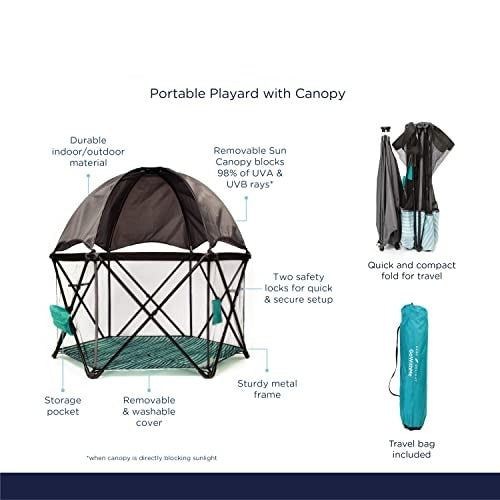 Portable Playard with Canopy
Durable
indoor/outdoor
material
Removable Sun
Canopy blocks
98% of UVA &
UVB rays*
Two safety
locks for quick
& secure setup
Quick and compact
fold for travel
Storage
pocket
Removable
& washable
cover
Sturdy metal
frame
Travel bag
included
*when canopy is directly blocking sunlight